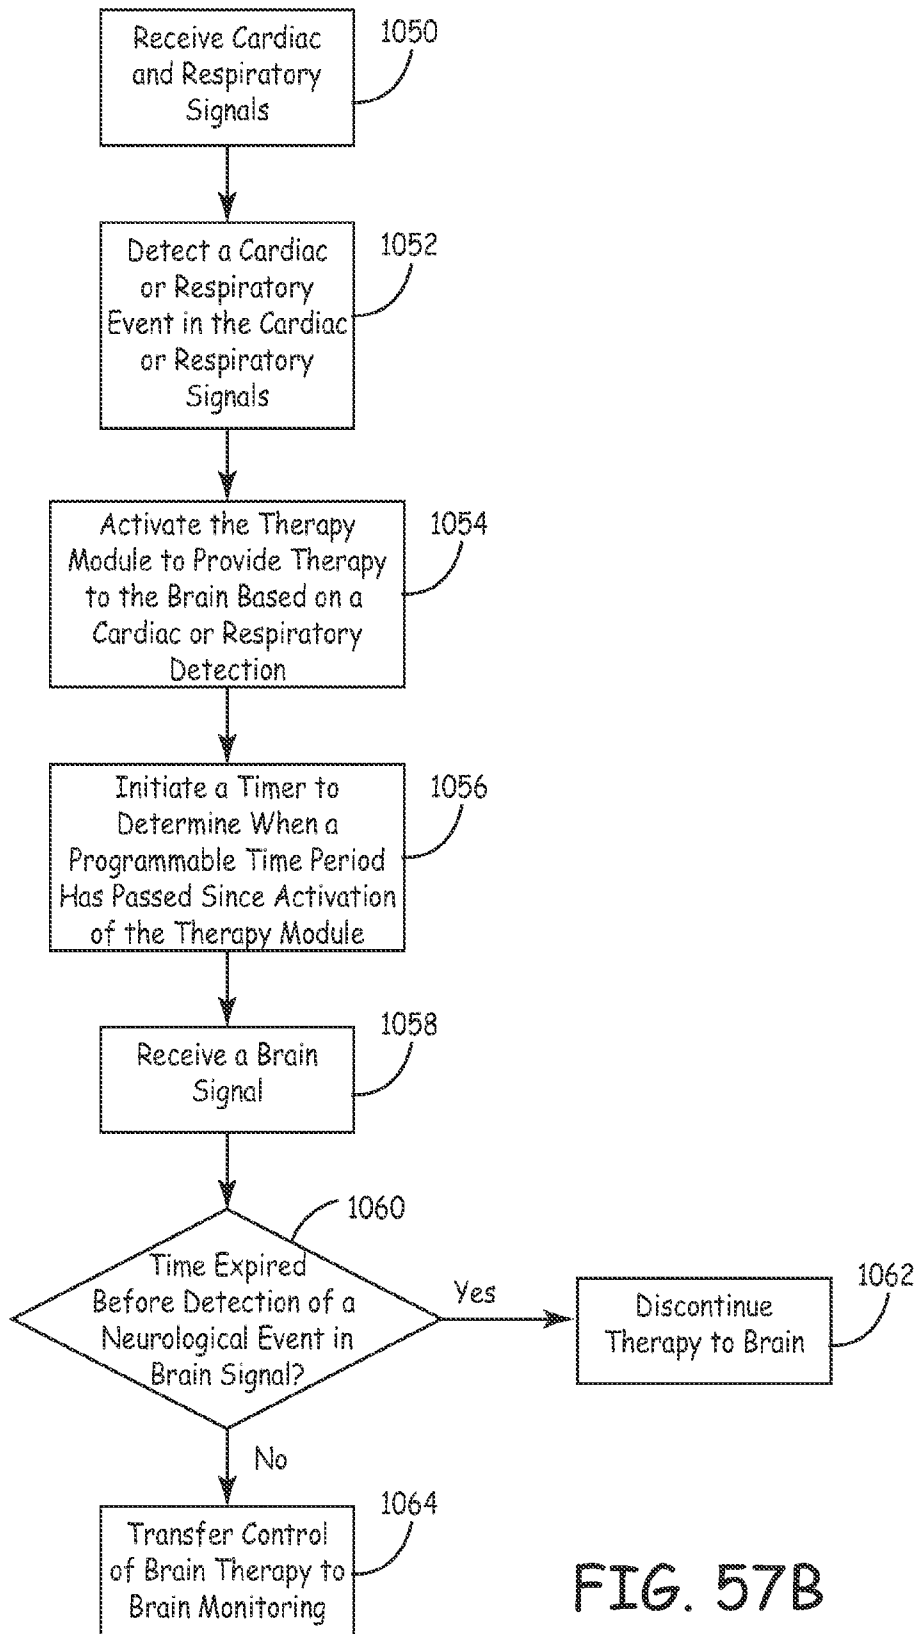 Receive Cardiac
and Respiratory
Signals
1050
Detect a Cardiac
or Respiratory
Event in the Cardiac
or Respiratory
Signals
1052
Activate the Therapy
Module to Provide Therapy
to the Brain Based on a
Cardiac or Respiratory
Detection
1054
Initiate a Timer to
Determine When a
Programmable Time Period
Has Passed Since Activation
of the Therapy Module
1056
Receive a Brain
Signal
1058
Time Expired
Before Detection of a
Neurological Event in
Brain Signal?
1060
Yes
Discontinue
Therapy to Brain
1062
No
Transfer Control
of Brain Therapy to
Brain Monitoring
1064
FIG. 57B